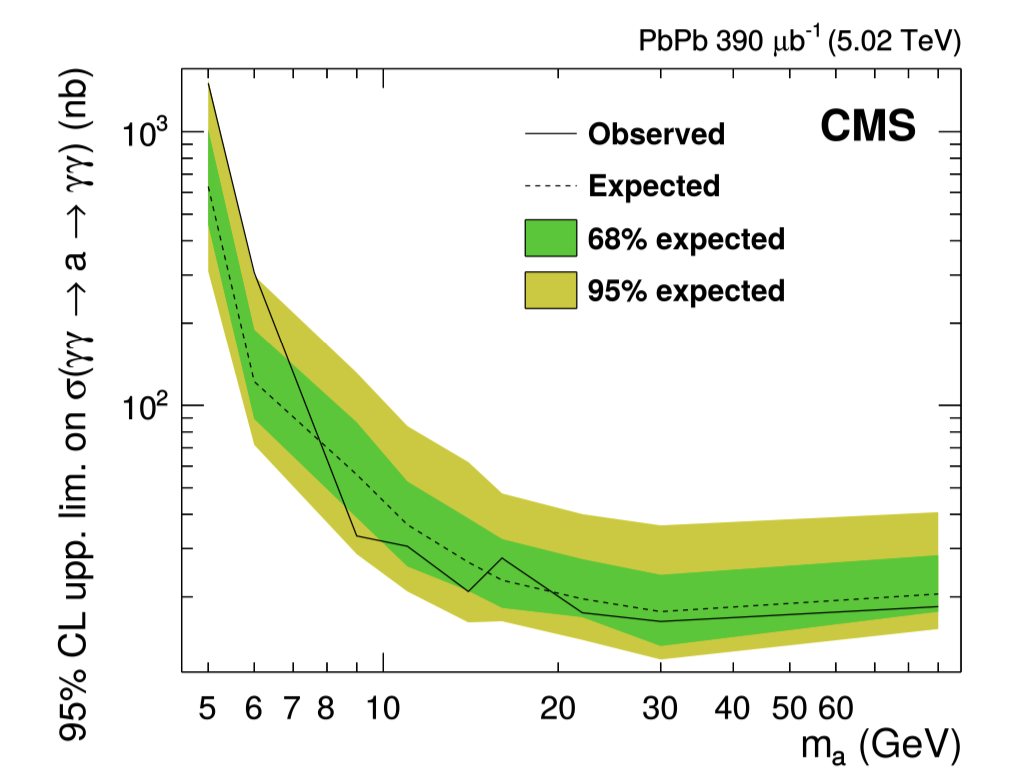 PbPb 390 μb⁻¹ (5.02 TeV)
CMS
Observed
Expected
68% expected
95% expected
95% CL upp. lim. on σ(γγ → a → γγ) (nb)
10³
10²
5 6 7 8 10 20 30 40 50 60
mₐ (GeV)